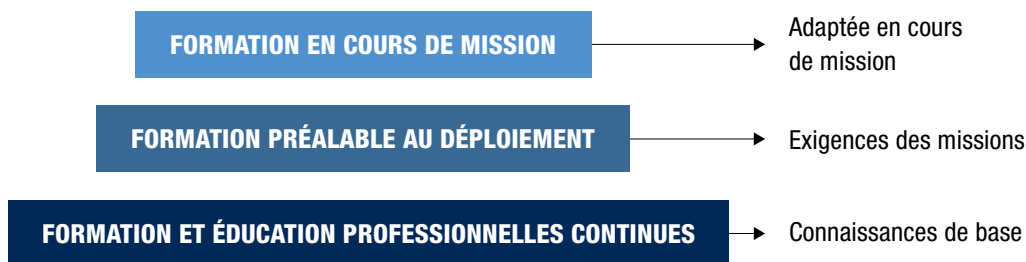 FORMATION EN COURS DE MISSION
Adaptée en cours
de mission
FORMATION PRÉALABLE AU DÉPLOIEMENT
Exigences des missions
FORMATION ET ÉDUCATION PROFESSIONNELLES CONTINUES
Connaissances de base